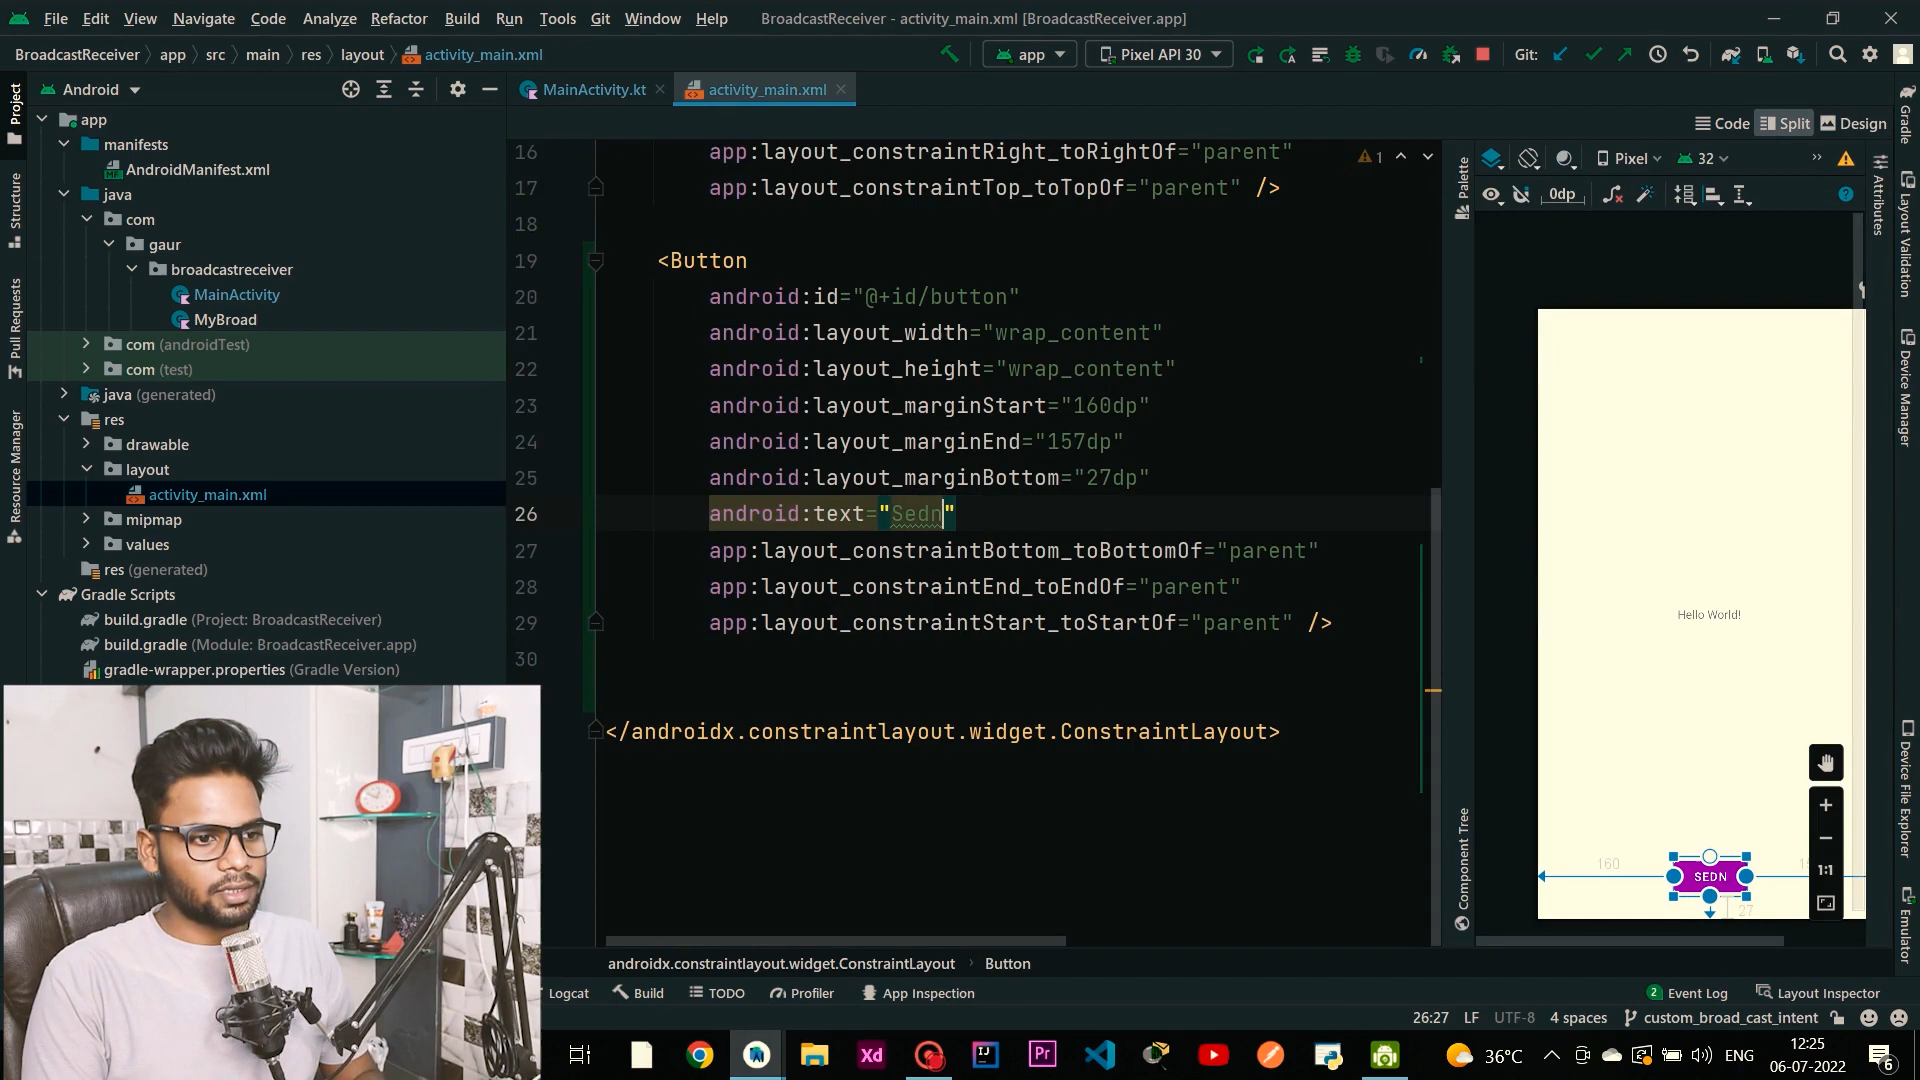 File Edit View Navigate Code Analyze Refactor Build Run Tools Git Window Help BroadcastReceiver - activity_main.xml [BroadcastReceiver.app]
BroadcastReceiver app src main res layout activity_main.xml app Pixel API 30 Git:
Android MainActivity.kt activity_main.xml
Code Split Design
app
manifests
AndroidManifest.xml
java
com
gaur
broadcastreceiver
MainActivity
MyBroad
com (androidTest)
com (test)
java (generated)
res
drawable
layout
activity_main.xml
mipmap
values
res (generated)
Gradle Scripts
build.gradle (Project: BroadcastReceiver)
build.gradle (Module: BroadcastReceiver.app)
gradle-wrapper.properties (Gradle Version)
Project
Structure
Pull Requests
Resource Manager
16 app:layout_constraintRight_toRightOf="parent" 1
17 app:layout_constraintTop_toTopOf="parent" />
18
19 <Button
20 android:id="@+id/button"
21 android:layout_width="wrap_content"
22 android:layout_height="wrap_content"
23 android:layout_marginStart="160dp"
24 android:layout_marginEnd="157dp"
25 android:layout_marginBottom="27dp"
26 android:text="Sedn"
27 app:layout_constraintBottom_toBottomOf="parent"
28 app:layout_constraintEnd_toEndOf="parent"
29 app:layout_constraintStart_toStartOf="parent" />
30
</androidx.constraintlayout.widget.ConstraintLayout>
Palette
Component Tree
Pixel 32
0dp
Hello World!
160
SEDN
27
1:1
Attributes
Gradle
Layout Validation
Device Manager
Device File Explorer
Emulator
androidx.constraintlayout.widget.ConstraintLayout Button
Logcat Build TODO Profiler App Inspection 2 Event Log Layout Inspector
26:27 LF UTF-8 4 spaces custom_broad_cast_intent
Xd Pr 36°C ENG 12:25
06-07-2022 6